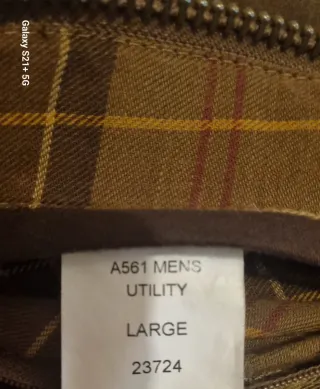 Galaxy S21+ 5G
A561 MENS
UTILITY
LARGE
23724